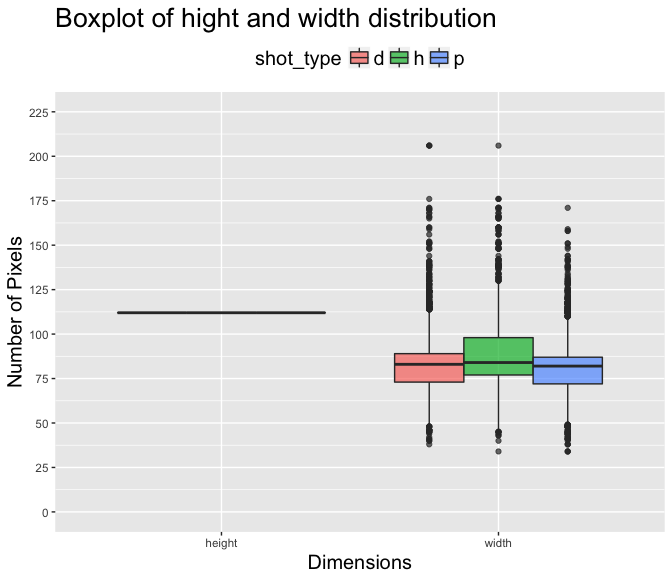 Boxplot of hight and width distribution
shot_type d h p
225
200
175
150
125
100
75
50
25
0
Number of Pixels
height width
Dimensions